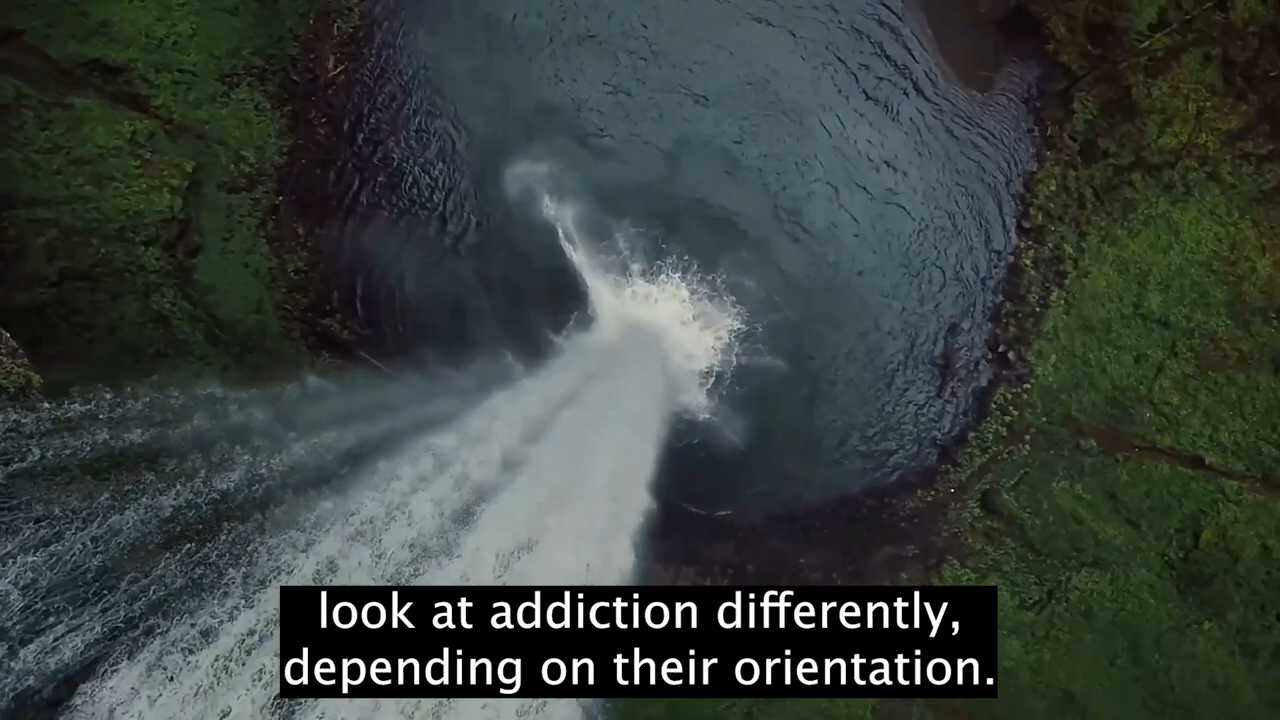 look at addiction differently,
depending on their orientation.